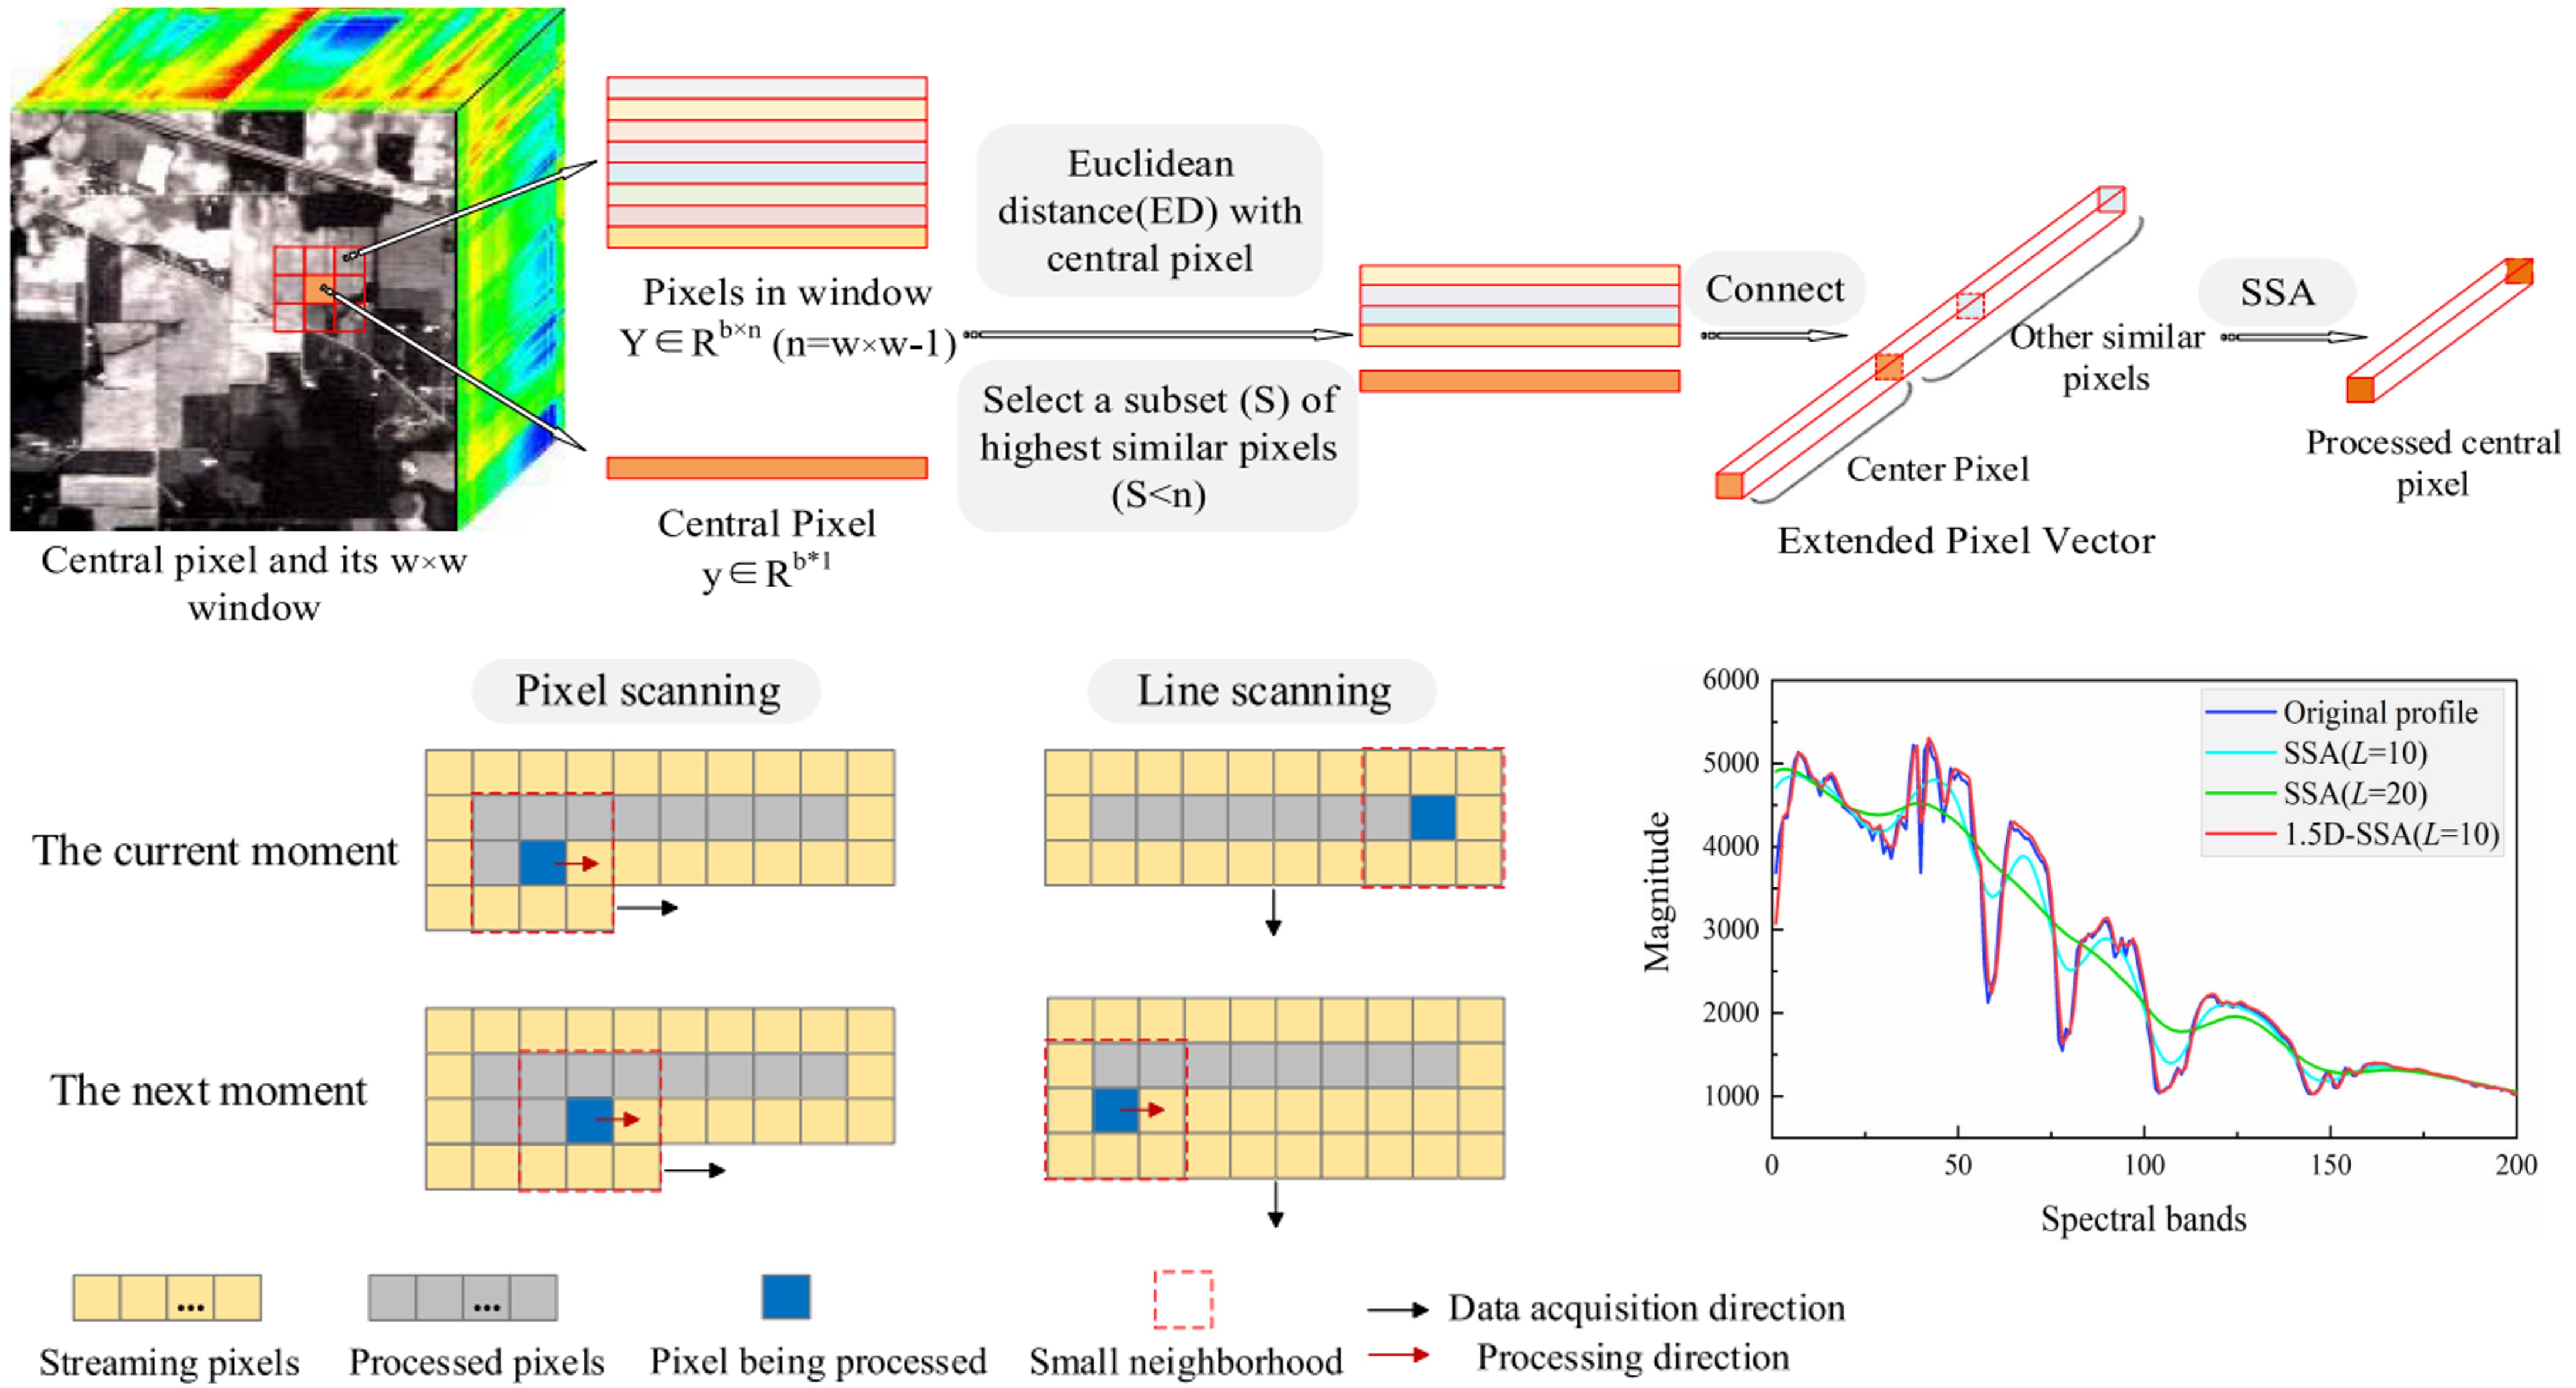 Central pixel and its w×w
window
Pixels in window
Y∈R^{b×n} (n=w×w-1)
Central Pixel
y∈R^{b*1}
Euclidean
distance(ED) with
central pixel
Select a subset (S) of
highest similar pixels
(S<n)
Connect
Other similar
pixels
Center Pixel
Extended Pixel Vector
SSA
Processed central
pixel
Pixel scanning
Line scanning
The current moment
The next moment
6000
5000
4000
3000
2000
1000
Magnitude
Original profile
SSA(L=10)
SSA(L=20)
1.5D-SSA(L=10)
0 50 100 150 200
Spectral bands
... ...
Streaming pixels
Processed pixels
Pixel being processed
Small neighborhood
Data acquisition direction
Processing direction